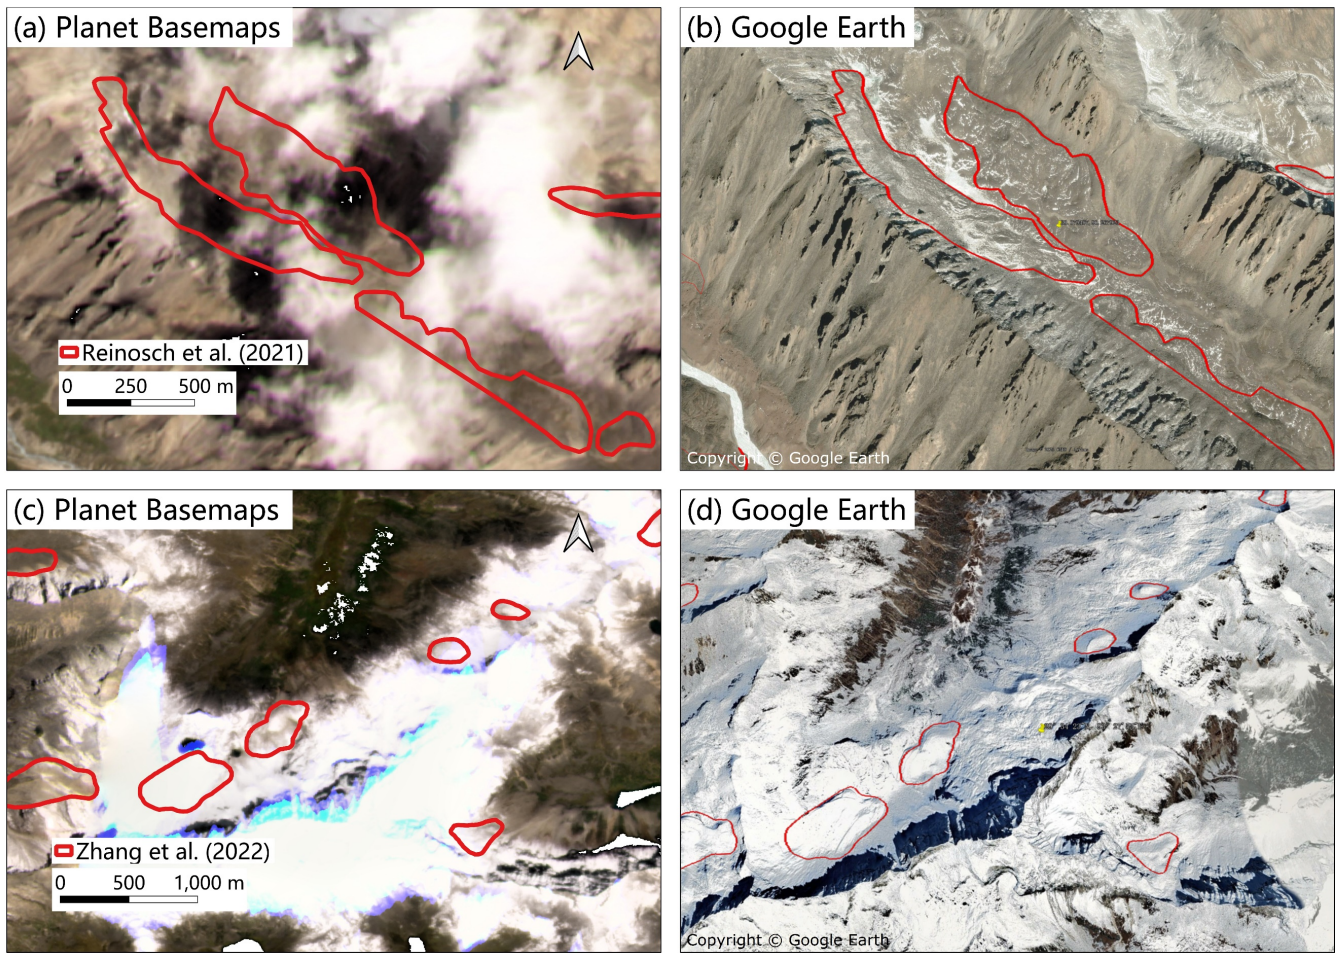 (a) Planet Basemaps
Reinosch et al. (2021)
0 250 500 m
(b) Google Earth
Copyright © Google Earth
(c) Planet Basemaps
Zhang et al. (2022)
0 500 1,000 m
(d) Google Earth
Copyright © Google Earth